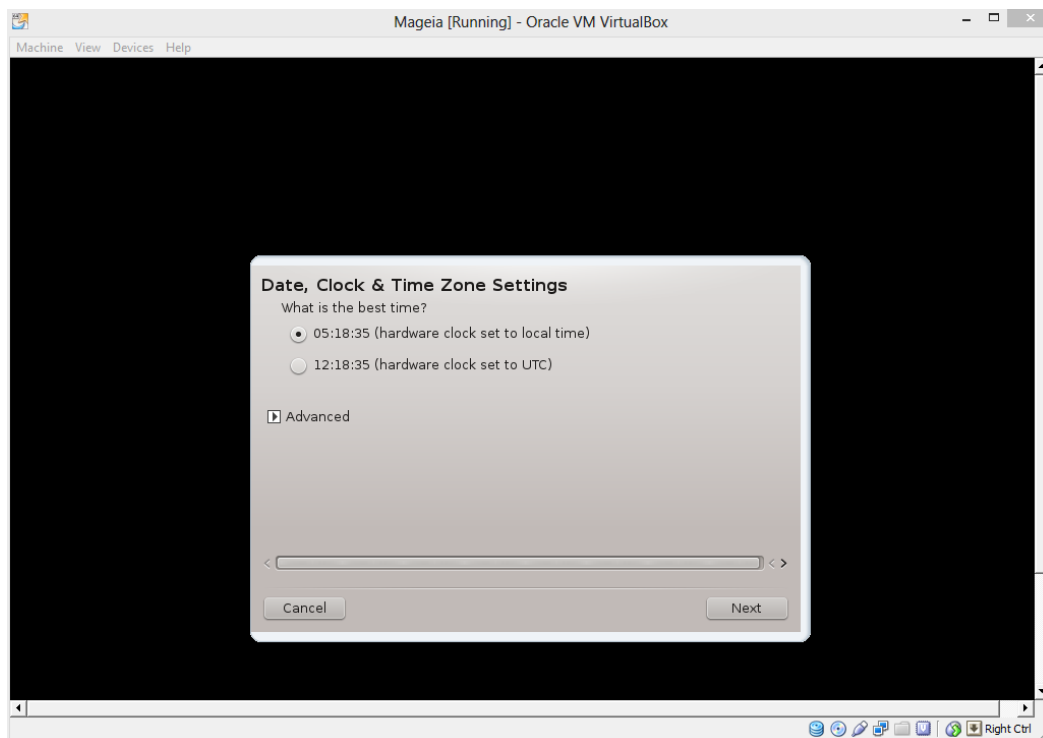 Mageia [Running] - Oracle VM VirtualBox
Machine View Devices Help
Date, Clock & Time Zone Settings
What is the best time?
05:18:35 (hardware clock set to local time)
12:18:35 (hardware clock set to UTC)
Advanced
Cancel Next
Right Ctrl